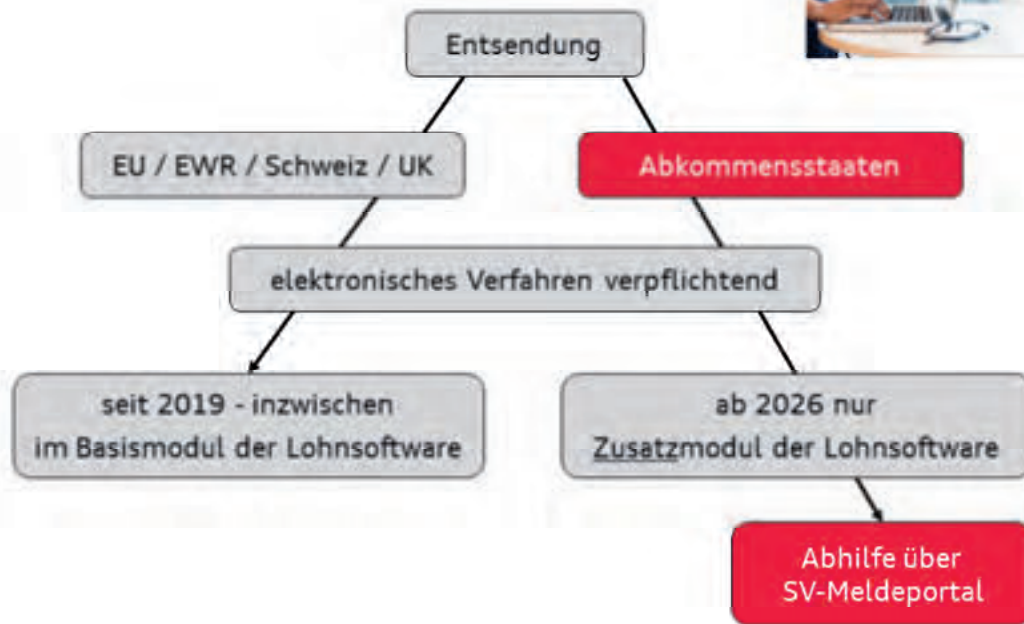 Entsendung
EU / EWR / Schweiz / UK
Abkommensstaaten
elektronisches Verfahren verpflichtend
seit 2019 - inzwischen
im Basismodul der Lohnsoftware
ab 2026 nur
Zusatzmodul der Lohnsoftware
Abhilfe über
SV-Meldeportal